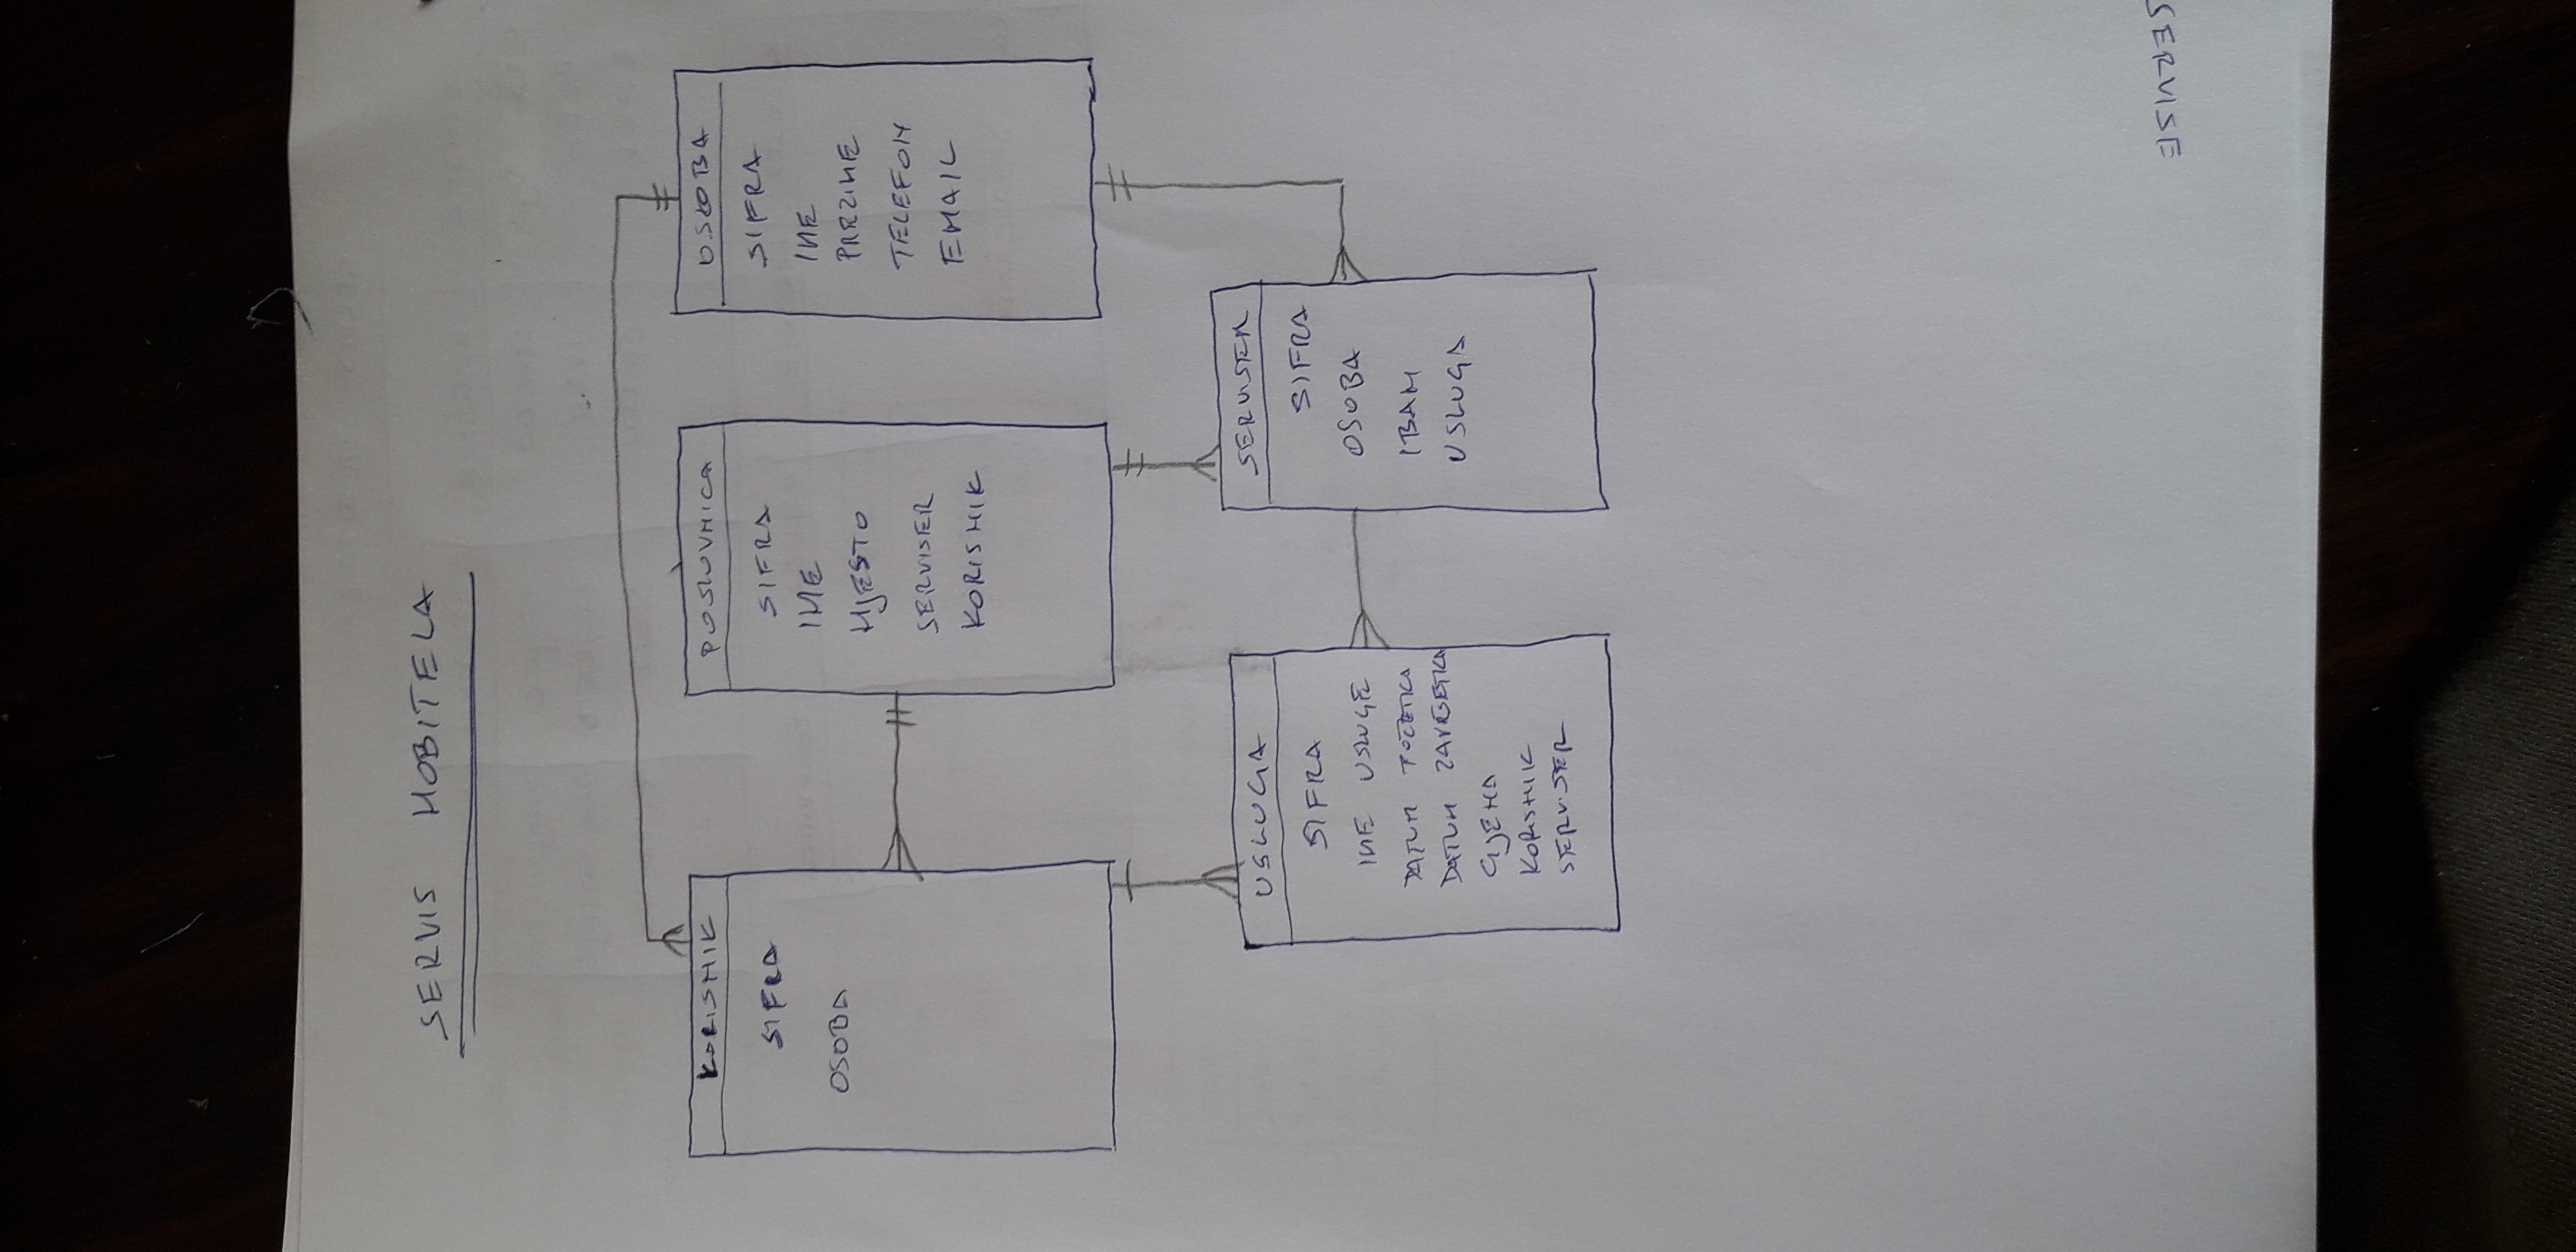 SERVIS MOBITELA
KORISNIK
SIFRA
OSOBA
POSLOVNICA
SIFRA
IME
MJESTO
SERVISER
KORISNIK
OSOBA
SIFRA
IME
PREZIME
TELEFON
EMAIL
USLUGA
SIFRA
IME USLUGE
DATUM POČETKA
DATUM ZAVRSETKA
CIJENA
KORISNIK
SERVISER
SERVISER
SIFRA
OSOBA
IBAN
USLUGA
SERVISE